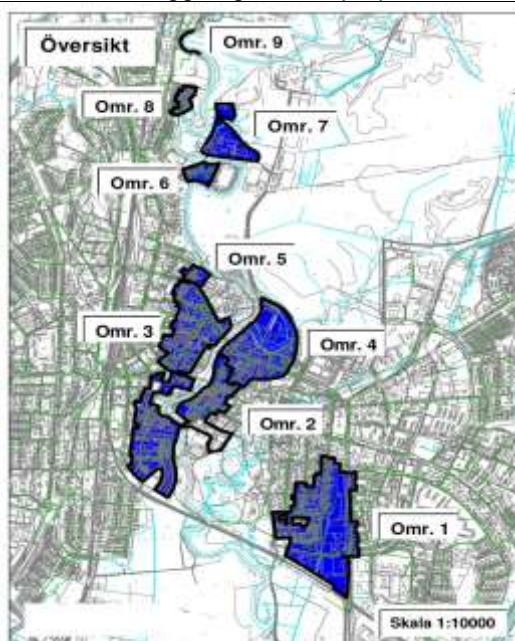 Översikt
Omr. 9
Omr. 8
Omr. 7
Omr. 6
Omr. 5
Omr. 3
Omr. 4
Omr. 2
Omr. 1
Skala 1:10000